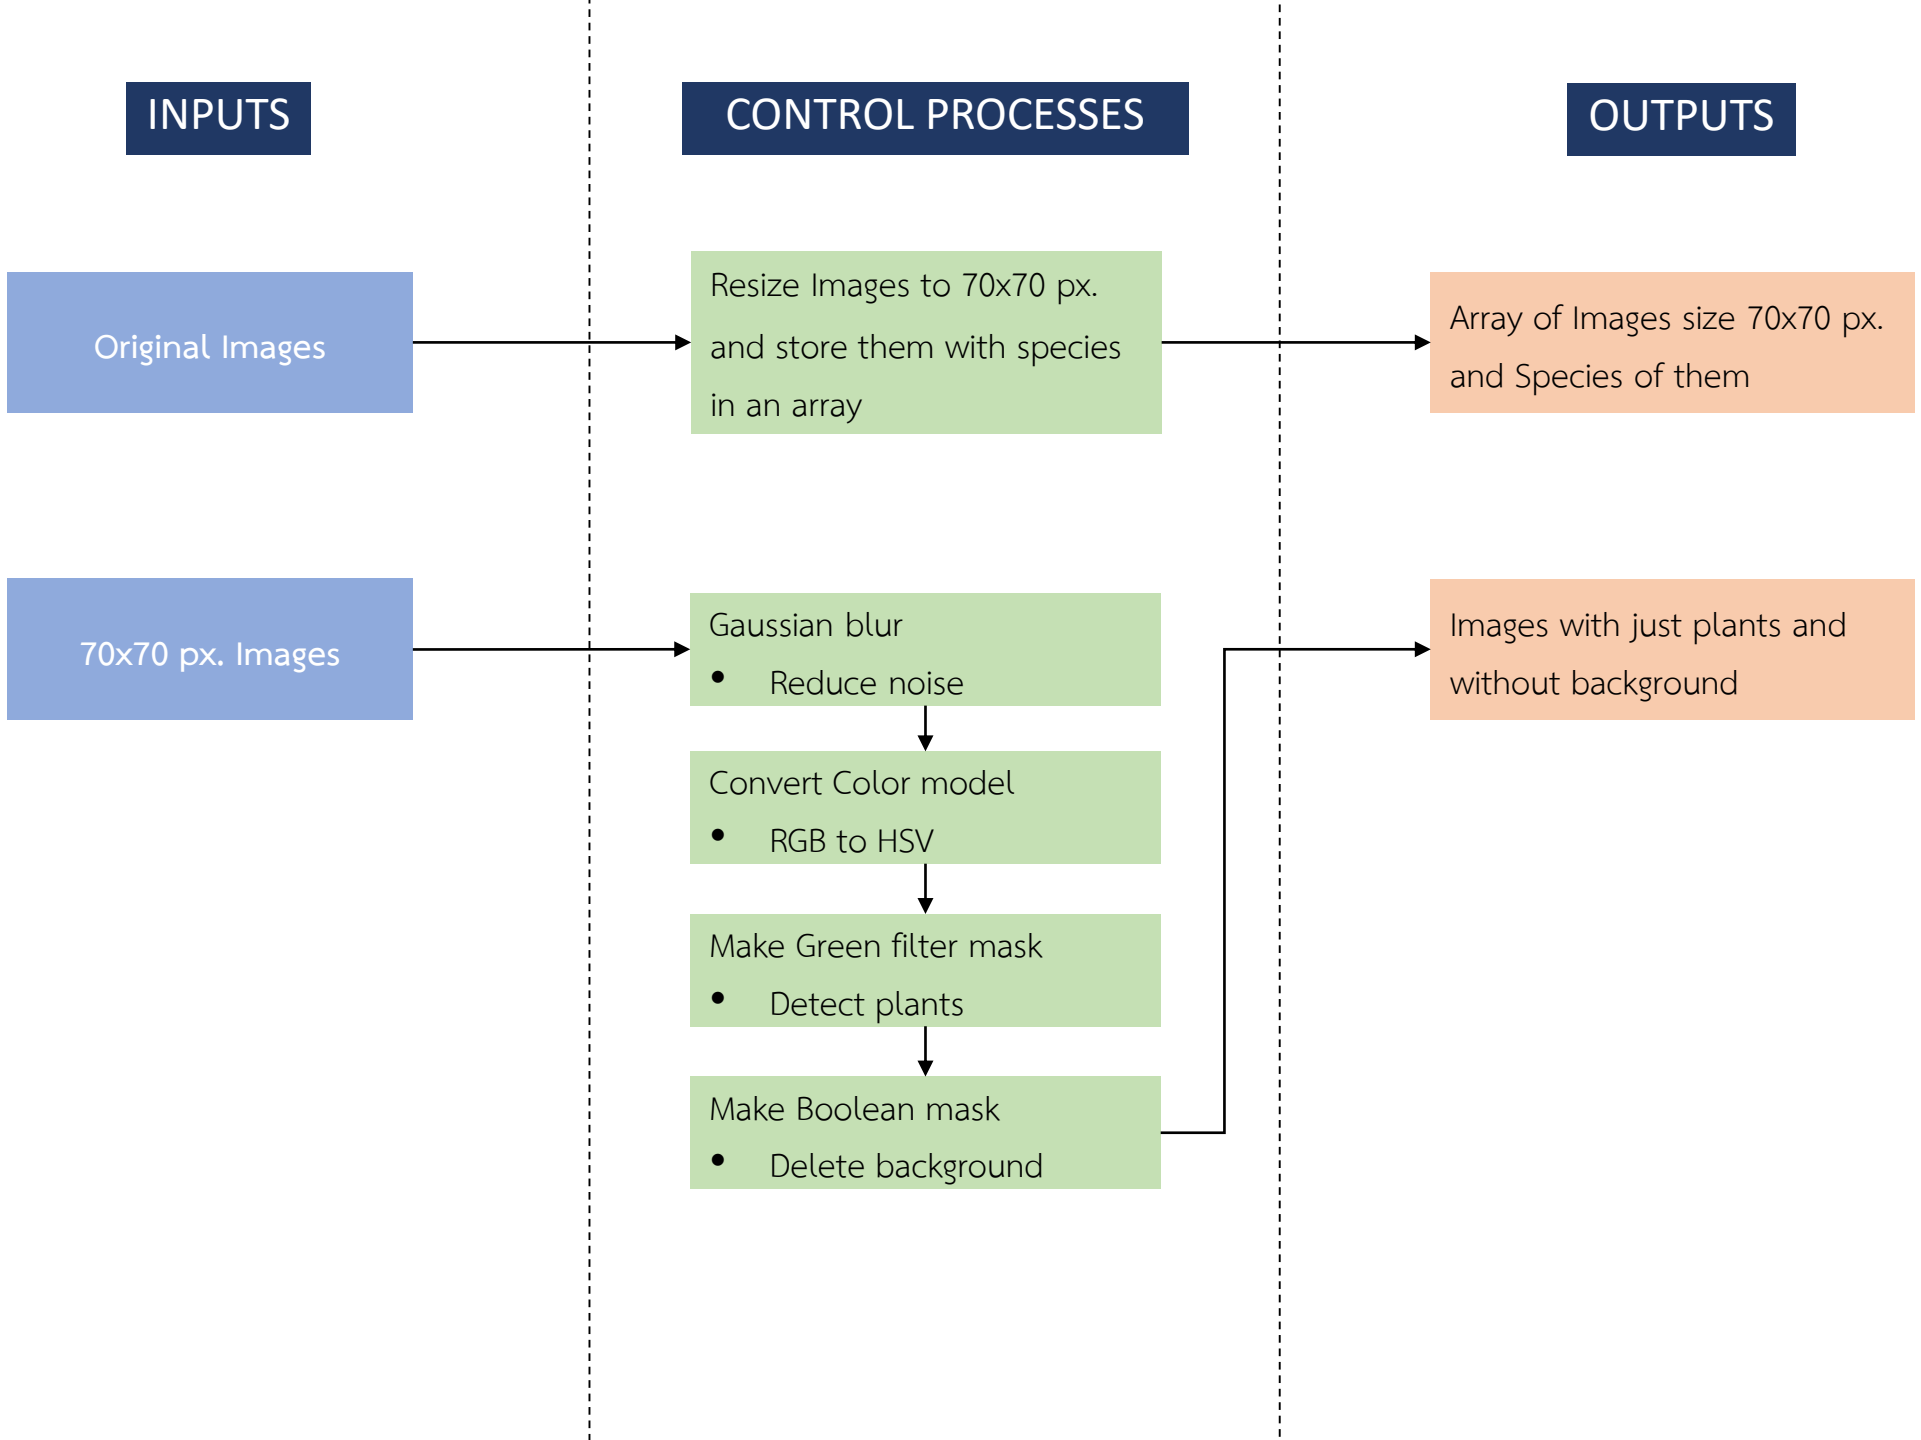 INPUTS
CONTROL PROCESSES
OUTPUTS
Original Images
Resize Images to 70x70 px.
and store them with species
in an array
Array of Images size 70x70 px.
and Species of them
70x70 px. Images
Gaussian blur
• Reduce noise
Convert Color model
• RGB to HSV
Make Green filter mask
• Detect plants
Make Boolean mask
• Delete background
Images with just plants and
without background